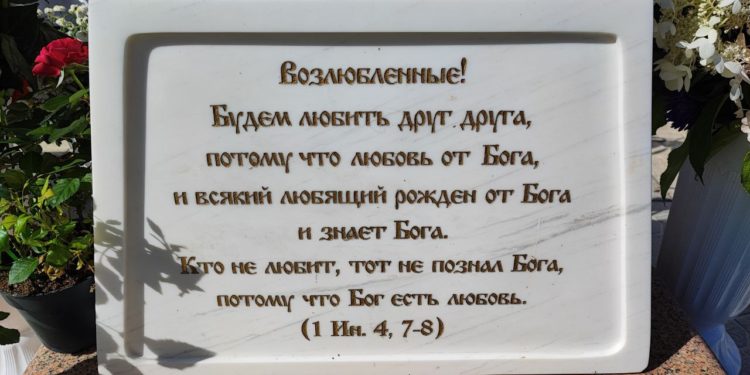 Возлюбленные!
Будем любить друг друга,
потому что любовь от Бога,
и всякий любящий рожден от Бога
и знает Бога.
Кто не любит, тот не познал Бога,
потому что Бог есть любовь.
(1 Ин. 4, 7-8)